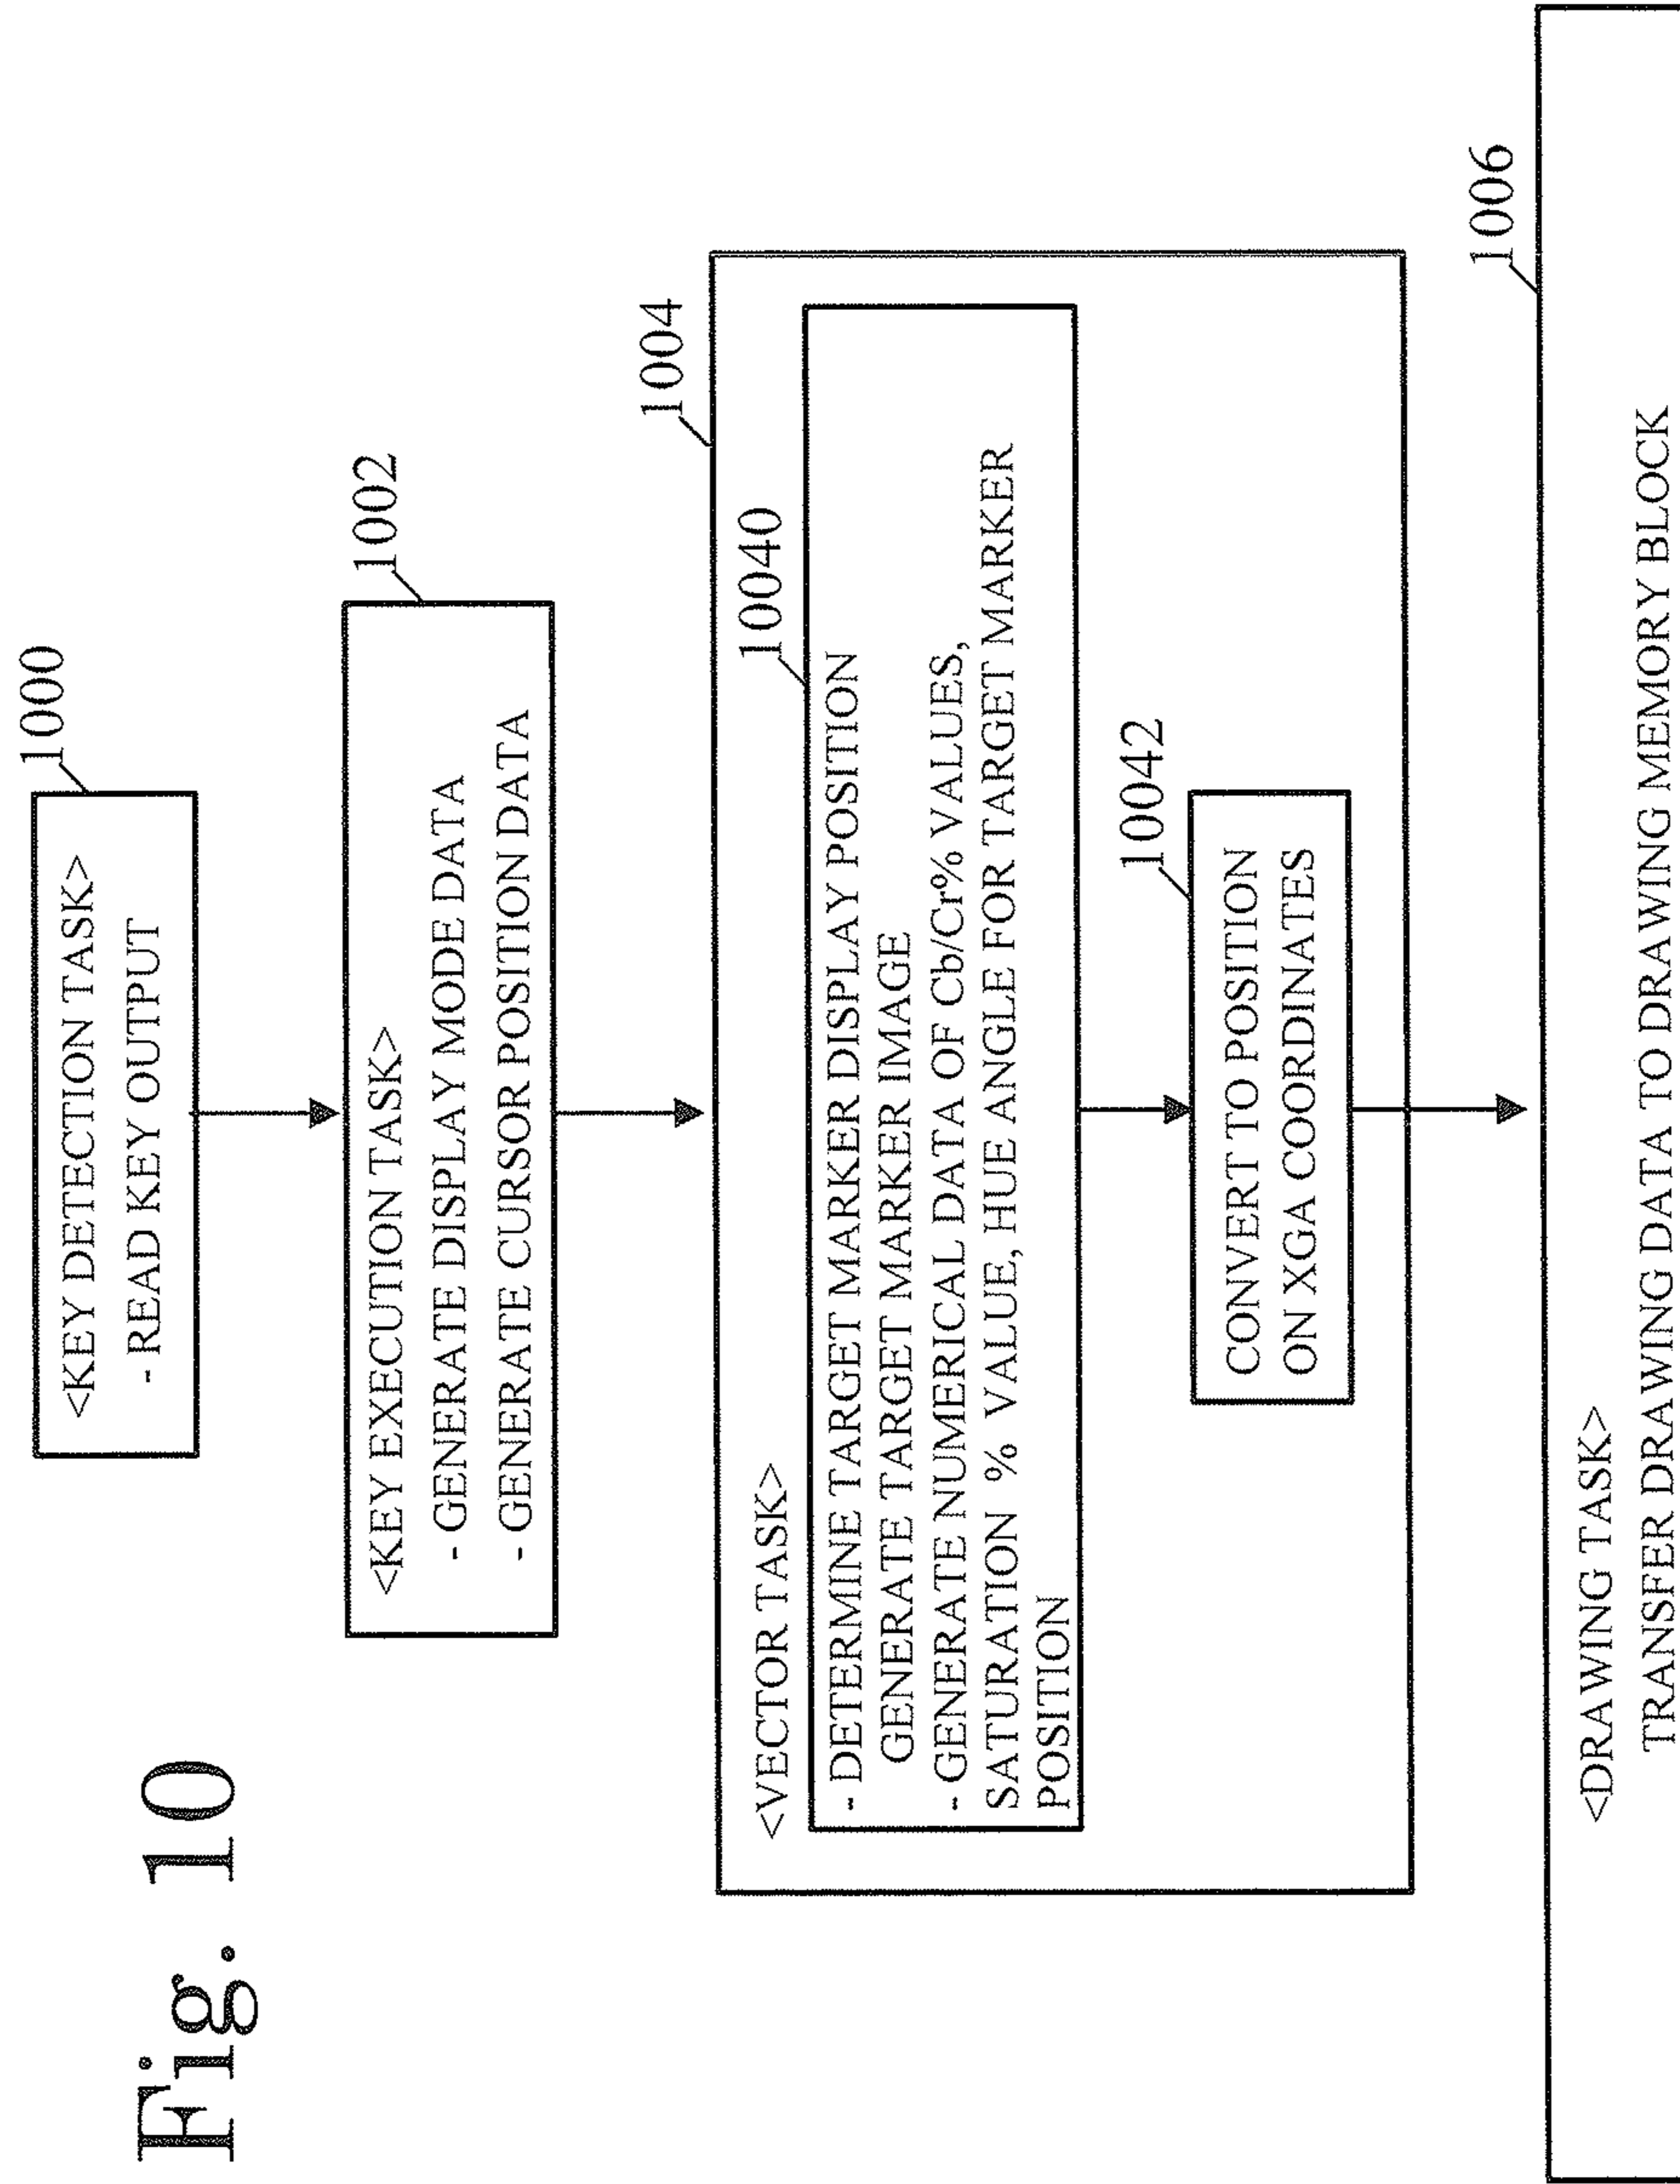 Fig. 10
1000
<KEY DETECTION TASK>
- READ KEY OUTPUT
1002
<KEY EXECUTION TASK>
- GENERATE DISPLAY MODE DATA
- GENERATE CURSOR POSITION DATA
1004
<VECTOR TASK>
10040
- DETERMINE TARGET MARKER DISPLAY POSITION
GENERATE TARGET MARKER IMAGE
- GENERATE NUMERICAL DATA OF Cb/Cr% VALUES,
SATURATION % VALUE, HUE ANGLE FOR TARGET MARKER
POSITION
10042
CONVERT TO POSITION
ON XGA COORDINATES
1006
<DRAWING TASK>
TRANSFER DRAWING DATA TO DRAWING MEMORY BLOCK